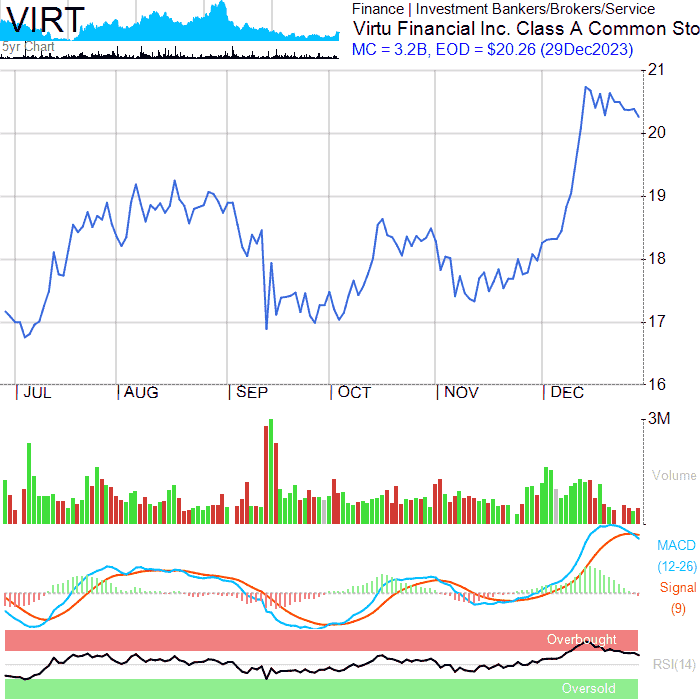 VIRT
5yr Chart
Finance | Investment Bankers/Brokers/Service
Virtu Financial Inc. Class A Common Sto
MC = 3.2B, EOD = $20.26 (29Dec2023)
21
20
19
18
17
16
JUL AUG SEP OCT NOV DEC
3M
Volume
MACD
(12-26)
Signal
(9)
Overbought
RSI(14)
Oversold